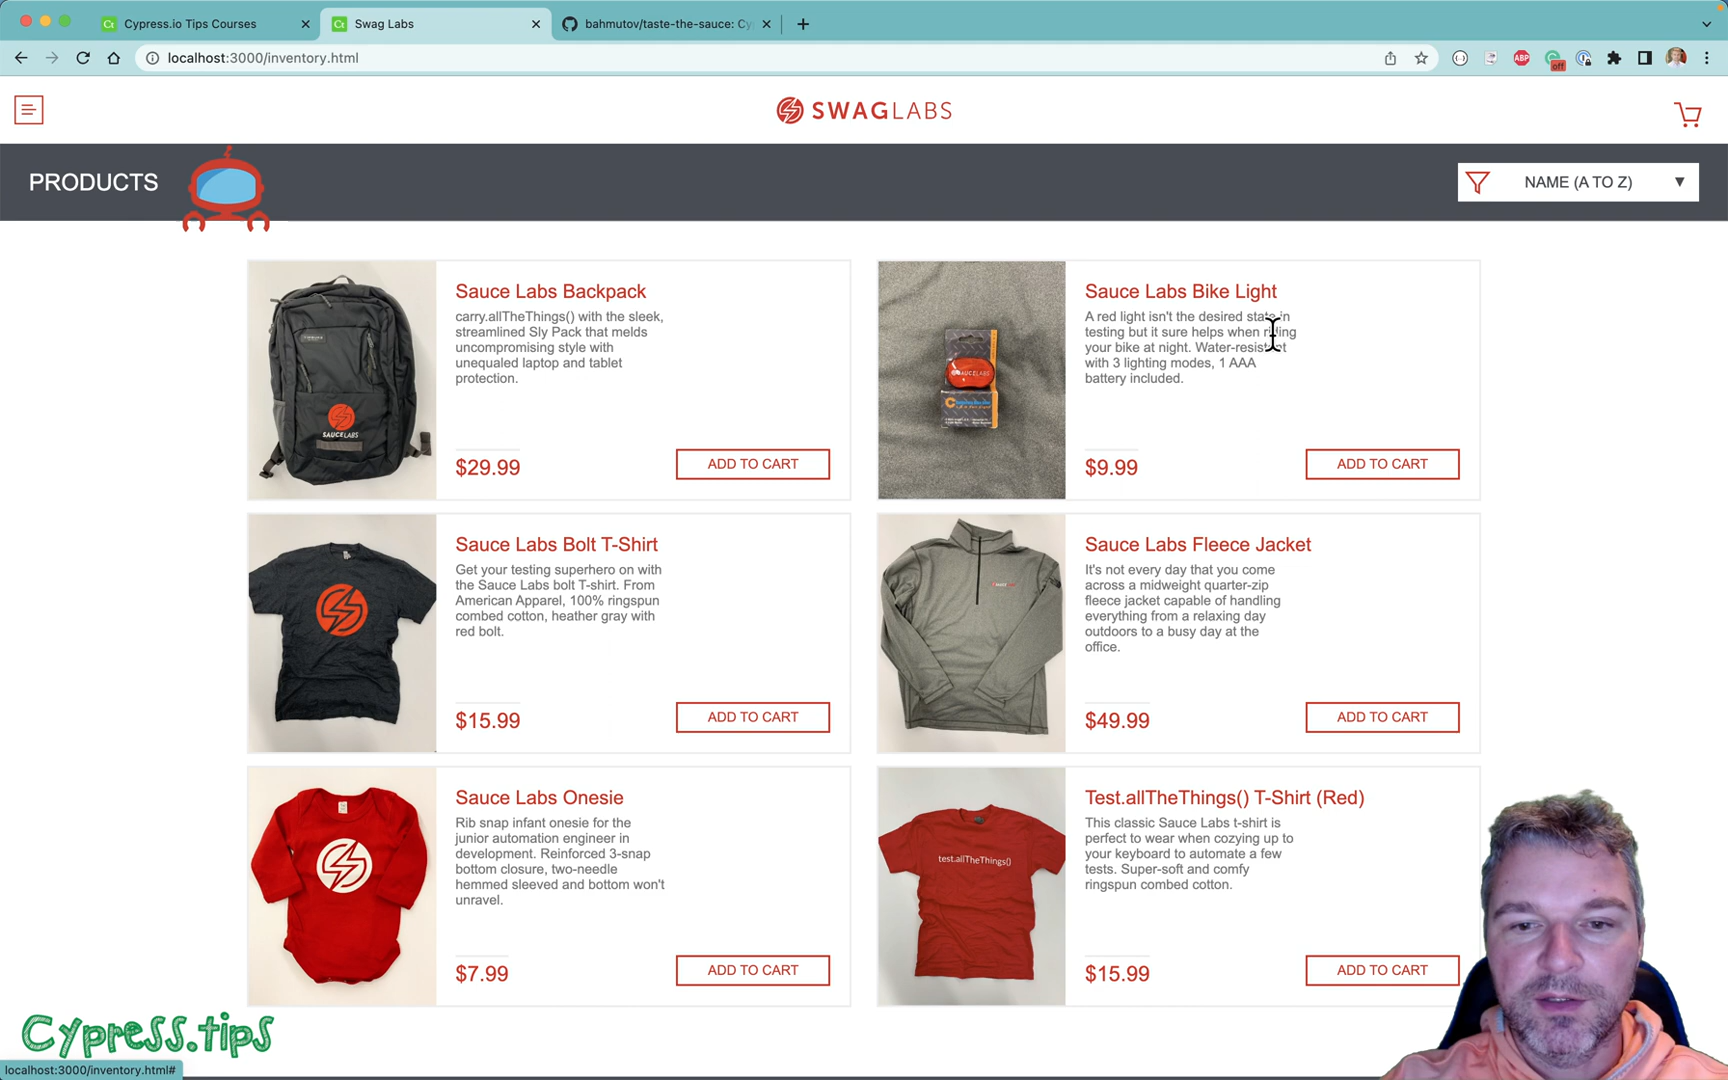 Cypress.io Tips Courses
Swag Labs
bahmutov/taste-the-sauce: Cy
localhost:3000/inventory.html
ABP
off
SWAGLABS
PRODUCTS
NAME (A TO Z)
Sauce Labs Backpack
carry.allTheThings() with the sleek,
streamlined Sly Pack that melds
uncompromising style with
unequaled laptop and tablet
protection.
$29.99
ADD TO CART
SAUCELABS
Sauce Labs Bike Light
A red light isn't the desired state in
testing but it sure helps when riding
your bike at night. Water-resistant
with 3 lighting modes, 1 AAA
battery included.
$9.99
ADD TO CART
SAUCELABS
Sauce Labs Bolt T-Shirt
Get your testing superhero on with
the Sauce Labs bolt T-shirt. From
American Apparel, 100% ringspun
combed cotton, heather gray with
red bolt.
$15.99
ADD TO CART
Sauce Labs Fleece Jacket
It's not every day that you come
across a midweight quarter-zip
fleece jacket capable of handling
everything from a relaxing day
outdoors to a busy day at the
office.
$49.99
ADD TO CART
Sauce Labs Onesie
Rib snap infant onesie for the
junior automation engineer in
development. Reinforced 3-snap
bottom closure, two-needle
hemmed sleeved and bottom won't
unravel.
$7.99
ADD TO CART
Test.allTheThings() T-Shirt (Red)
This classic Sauce Labs t-shirt is
perfect to wear when cozying up to
your keyboard to automate a few
tests. Super-soft and comfy
ringspun combed cotton.
$15.99
ADD TO CART
test.allTheThings()
Cypress.tips
localhost:3000/inventory.html#